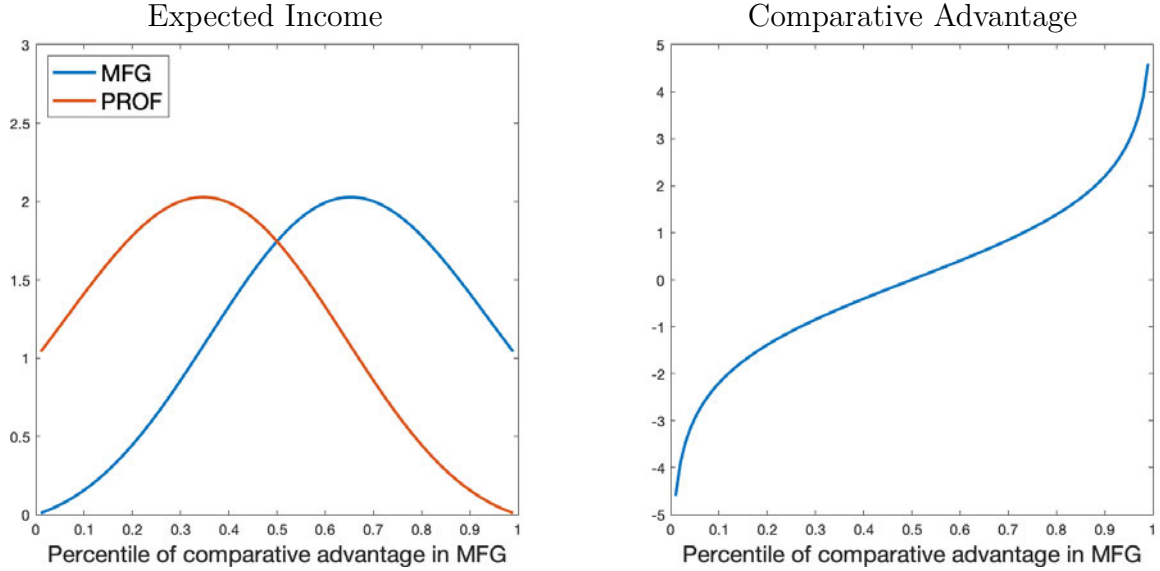 Expected Income
3
2.5
2
1.5
1
0.5
0
MFG
PROF
0 0.1 0.2 0.3 0.4 0.5 0.6 0.7 0.8 0.9 1
Percentile of comparative advantage in MFG
Comparative Advantage
5
4
3
2
1
0
-1
-2
-3
-4
-5
0 0.1 0.2 0.3 0.4 0.5 0.6 0.7 0.8 0.9 1
Percentile of comparative advantage in MFG